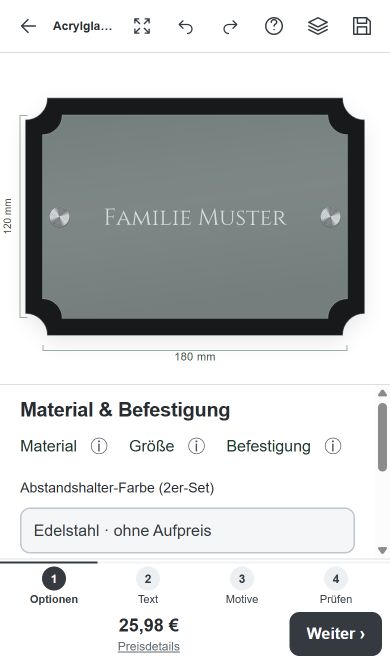 Acrylgla...
120 mm
FAMILIE MUSTER
180 mm
Material & Befestigung
Material ⓘ Größe ⓘ Befestigung ⓘ
Abstandshalter-Farbe (2er-Set)
Edelstahl · ohne Aufpreis
1 2 3 4
Optionen Text Motive Prüfen
25,98 €
Preisdetails
Weiter ›